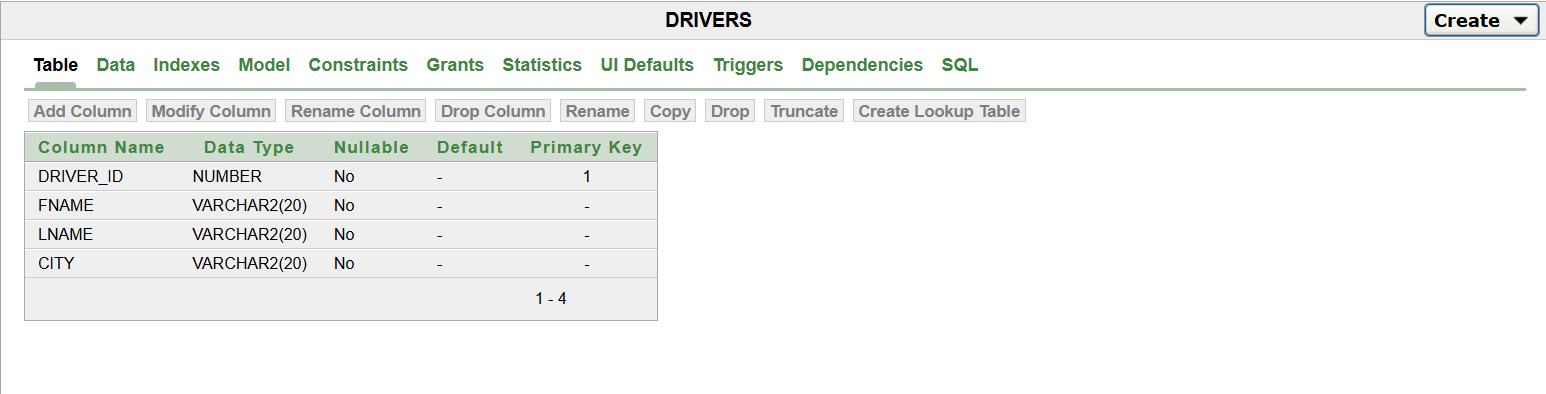 DRIVERS
Create
Table Data Indexes Model Constraints Grants Statistics UI Defaults Triggers Dependencies SQL
Add Column Modify Column Rename Column Drop Column Rename Copy Drop Truncate Create Lookup Table
Column Name Data Type Nullable Default Primary Key
DRIVER_ID NUMBER No - 1
FNAME VARCHAR2(20) No - -
LNAME VARCHAR2(20) No - -
CITY VARCHAR2(20) No - -
1 - 4